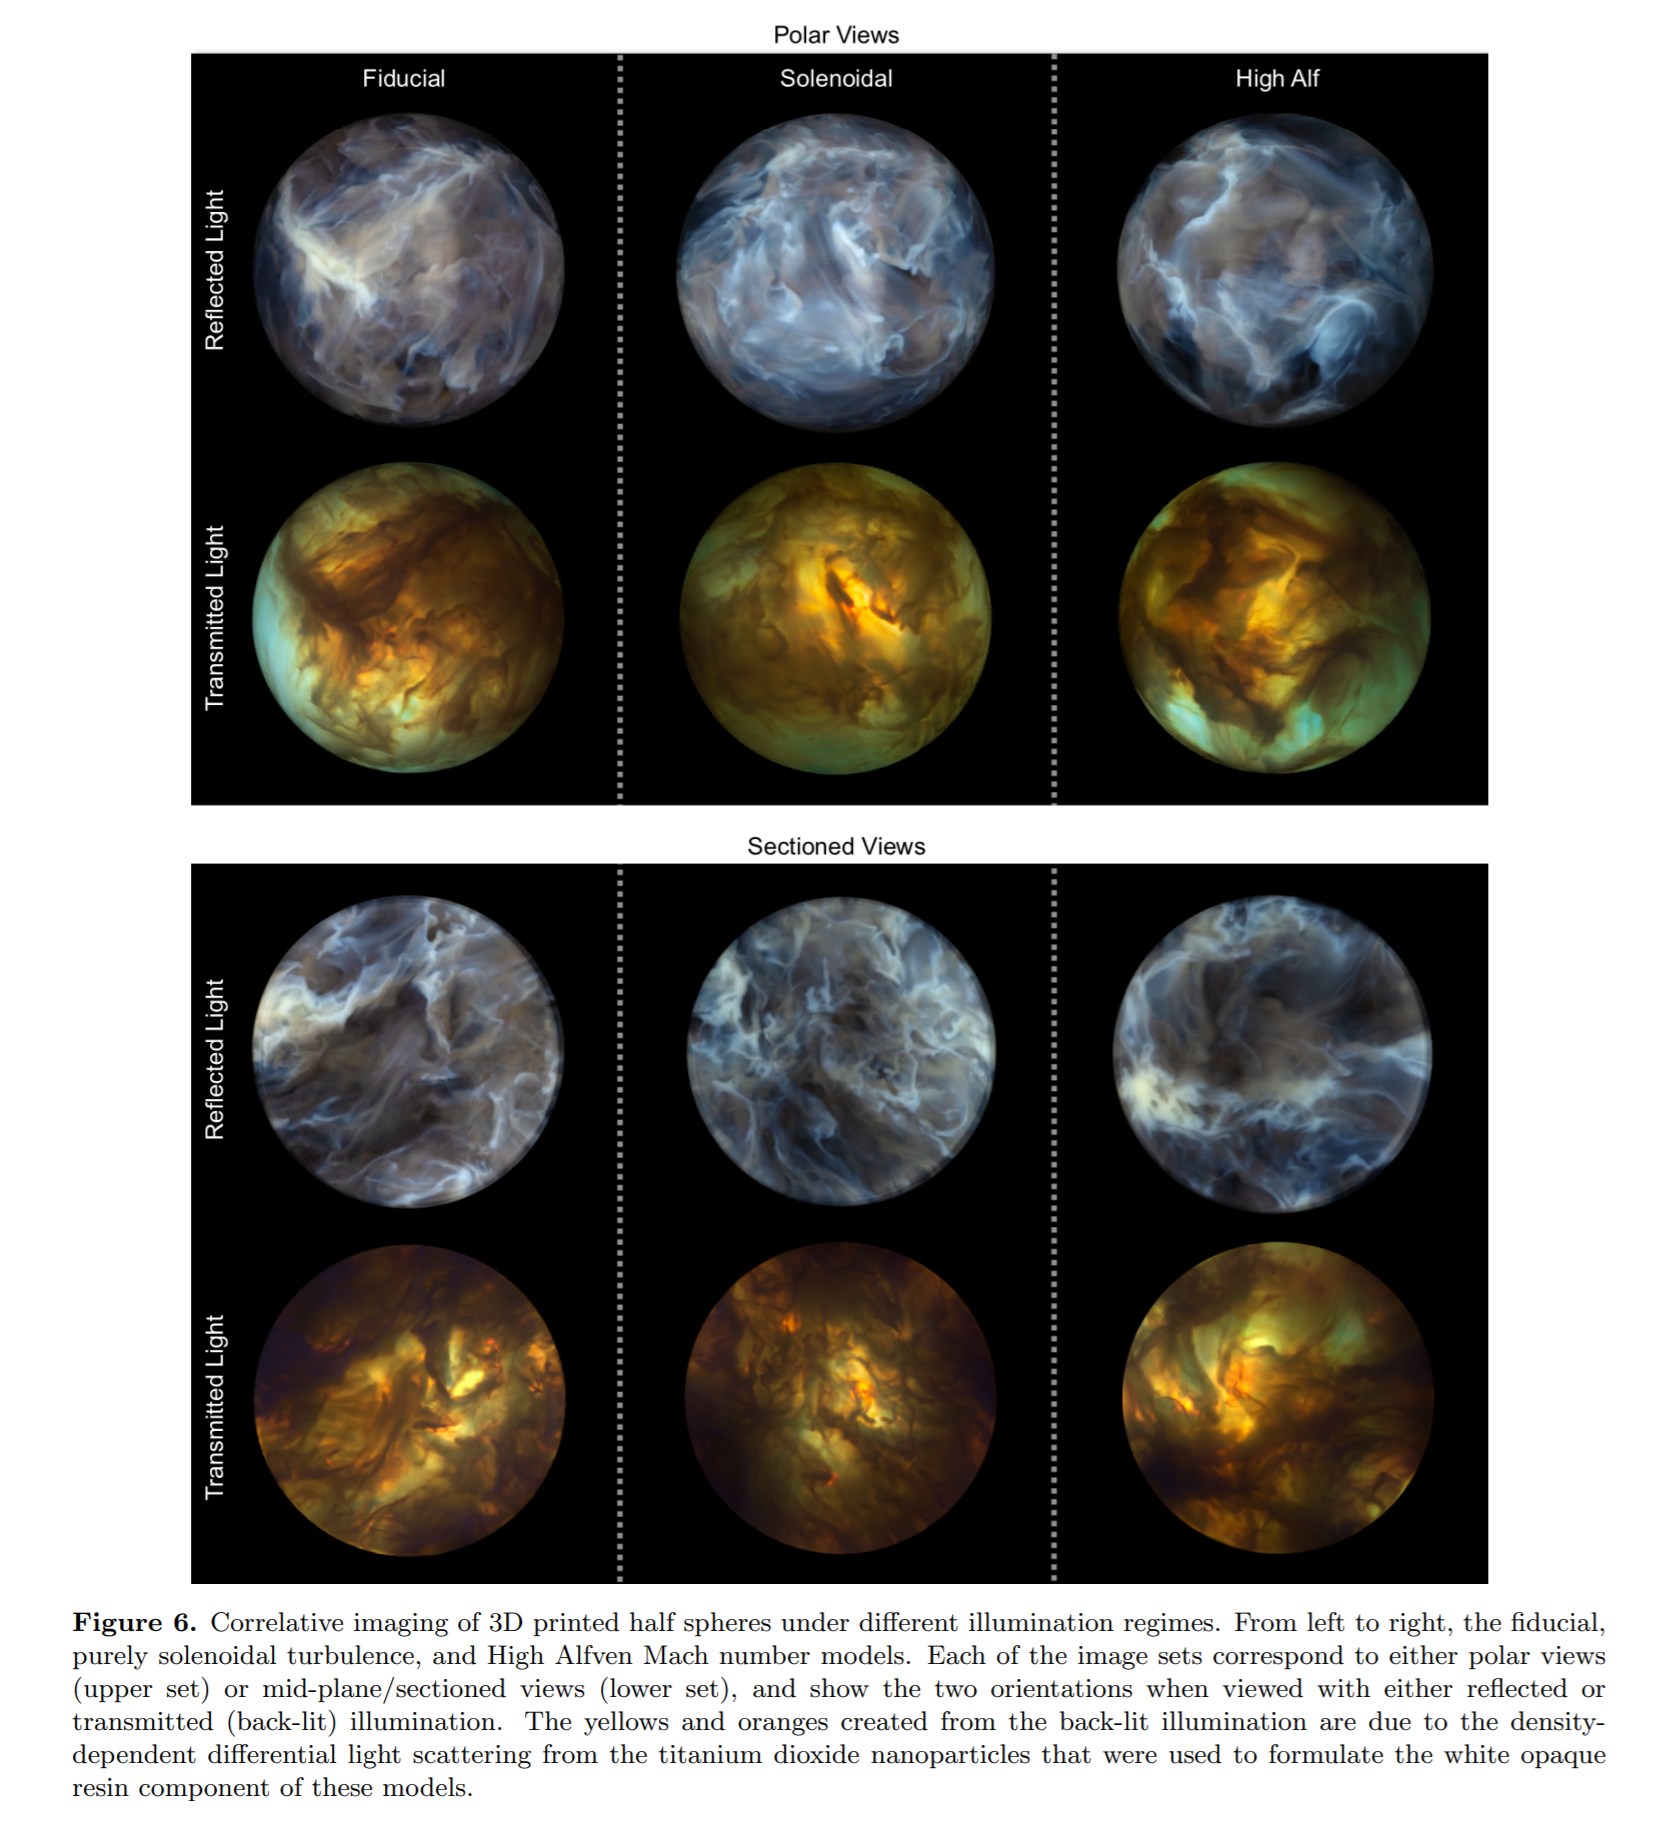 Polar Views
Fiducial
Solenoidal
High Alf
Reflected Light
Transmitted Light
Sectioned Views
Reflected Light
Transmitted Light
Figure 6. Correlative imaging of 3D printed half spheres under different illumination regimes. From left to right, the fiducial,
purely solenoidal turbulence, and High Alfven Mach number models. Each of the image sets correspond to either polar views
(upper set) or mid-plane/sectioned views (lower set), and show the two orientations when viewed with either reflected or
transmitted (back-lit) illumination. The yellows and oranges created from the back-lit illumination are due to the density-
dependent differential light scattering from the titanium dioxide nanoparticles that were used to formulate the white opaque
resin component of these models.